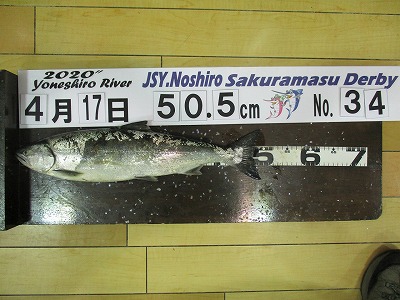 2020" JSY.Noshiro Sakuramasu Derby
Yoneshiro River
4月17日 50.5cm No.34
5 6 7